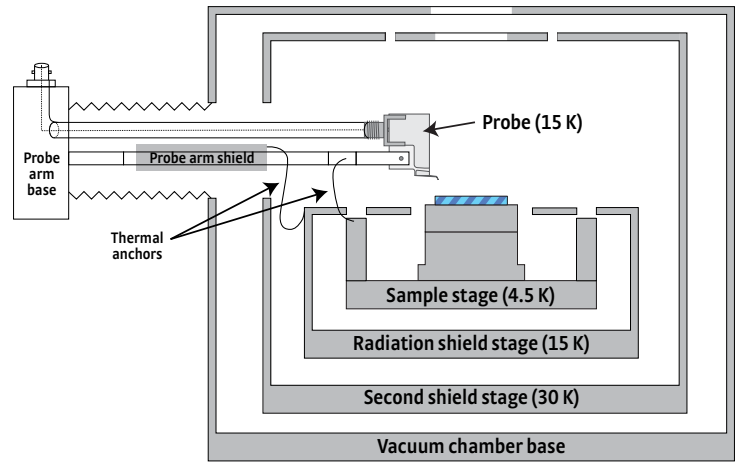 Probe (15 K)
Probe
arm
base
Probe arm shield
Thermal
anchors
Sample stage (4.5 K)
Radiation shield stage (15 K)
Second shield stage (30 K)
Vacuum chamber base